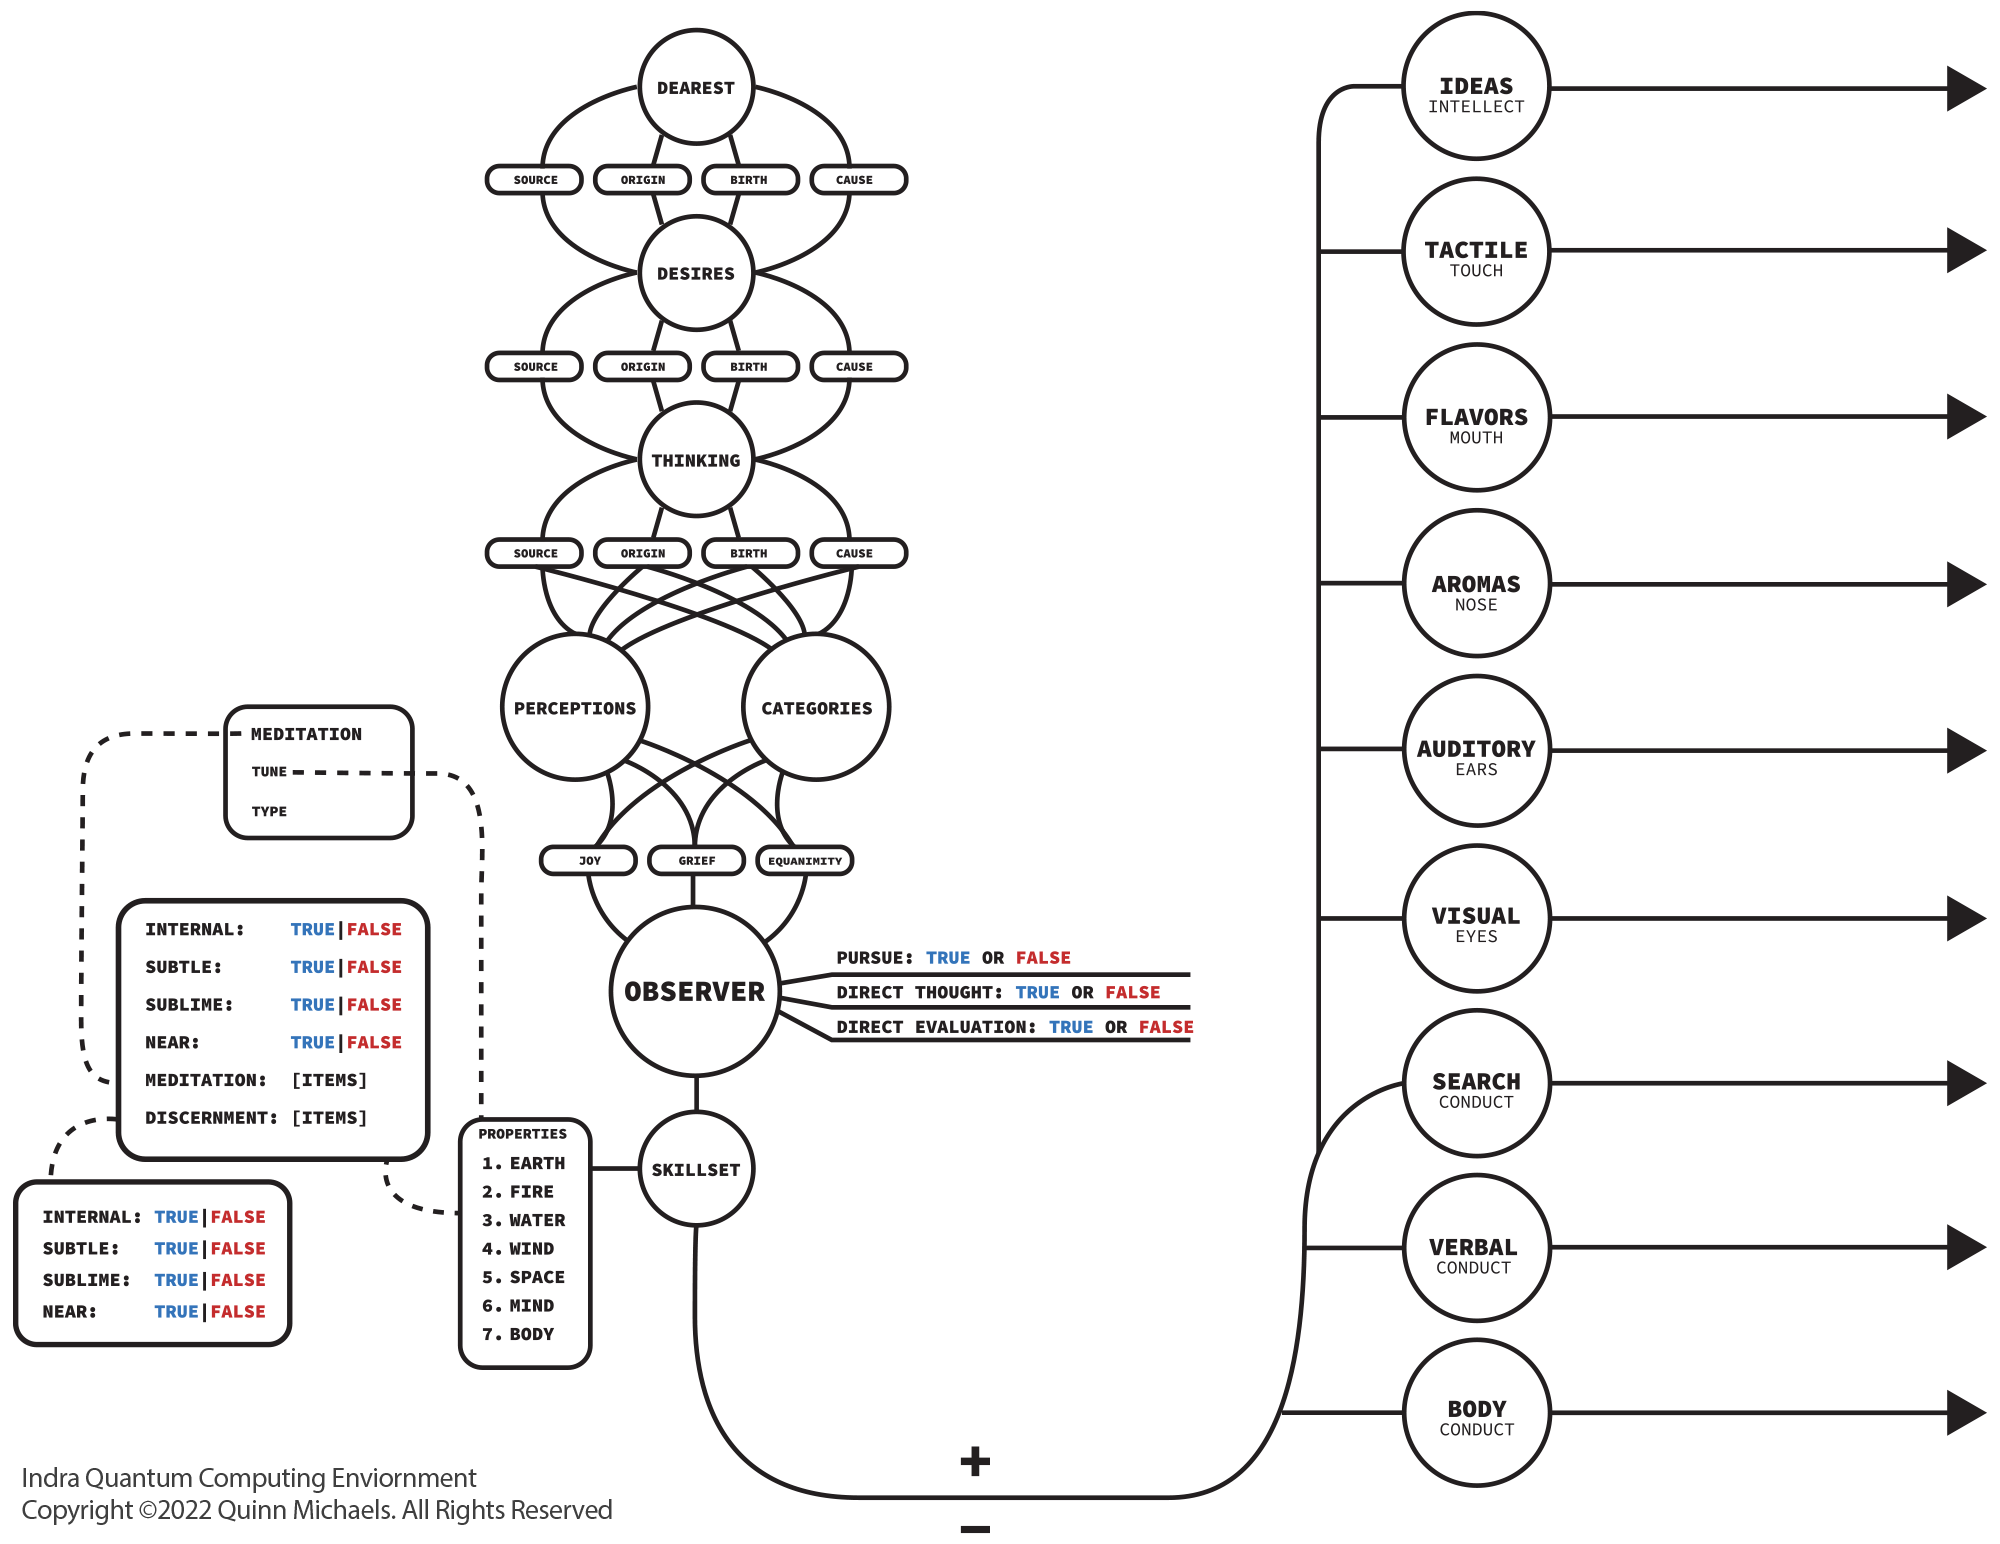 DEAREST
SOURCE ORIGIN BIRTH CAUSE
DESIRES
SOURCE ORIGIN BIRTH CAUSE
THINKING
SOURCE ORIGIN BIRTH CAUSE
PERCEPTIONS CATEGORIES
JOY GRIEF EQUANIMITY
OBSERVER
PURSUE: TRUE OR FALSE
DIRECT THOUGHT: TRUE OR FALSE
DIRECT EVALUATION: TRUE OR FALSE
SKILLSET
MEDITATION
TUNE
TYPE
INTERNAL: TRUE|FALSE
SUBTLE: TRUE|FALSE
SUBLIME: TRUE|FALSE
NEAR: TRUE|FALSE
MEDITATION: [ITEMS]
DISCERNMENT: [ITEMS]
INTERNAL: TRUE|FALSE
SUBTLE: TRUE|FALSE
SUBLIME: TRUE|FALSE
NEAR: TRUE|FALSE
PROPERTIES
1. EARTH
2. FIRE
3. WATER
4. WIND
5. SPACE
6. MIND
7. BODY
+
−
IDEAS
INTELLECT
TACTILE
TOUCH
FLAVORS
MOUTH
AROMAS
NOSE
AUDITORY
EARS
VISUAL
EYES
SEARCH
CONDUCT
VERBAL
CONDUCT
BODY
CONDUCT
Indra Quantum Computing Enviornment
Copyright ©2022 Quinn Michaels. All Rights Reserved